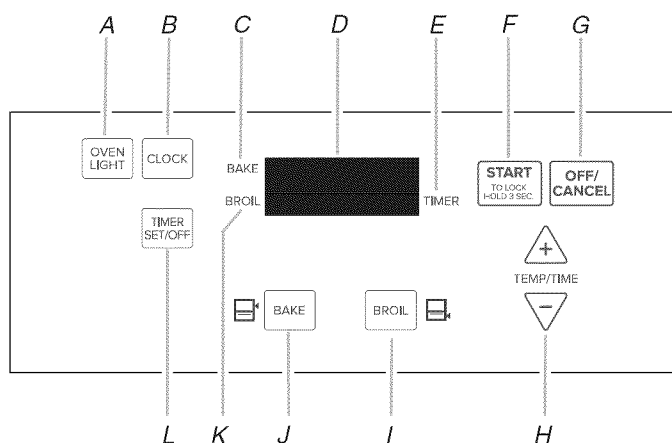 A B C D E F G
OVEN
LIGHT
CLOCK
BAKE
BROIL
TIMER
START
TO LOCK
HOLD 3 SEC.
OFF/
CANCEL
TIMER
SET/OFF
+
TEMP/TIME
−
BAKE
BROIL
L K J I H